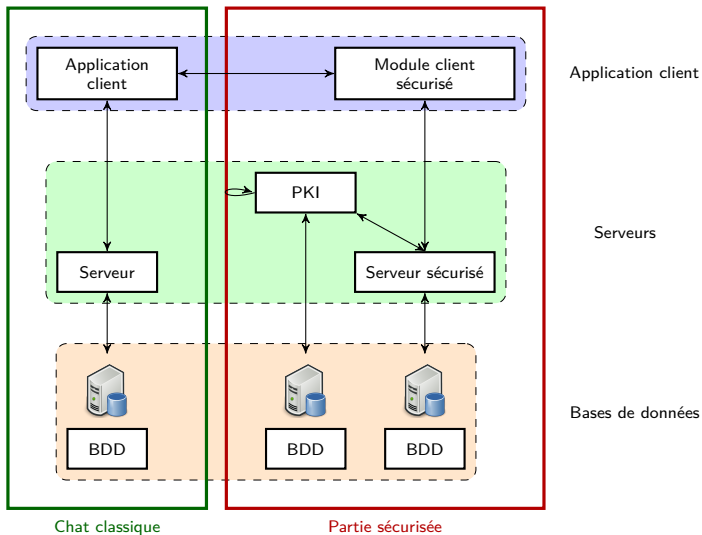 Application
client
Module client
sécurisé
Application client
PKI
Serveurs
Serveur
Serveur sécurisé
Bases de données
BDD
BDD
BDD
Chat classique
Partie sécurisée